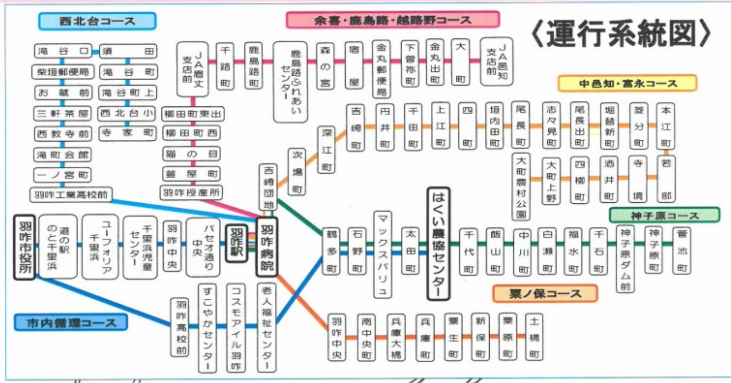 〈運行系統図〉
西北台コース
滝谷口
須田
柴垣郵便局
滝谷町
お蔵前
滝谷町上
三軒茶屋
西北台小
西教寺前
寺家町
滝町会館
一ノ宮町
羽咋工業高校前
余喜・鹿島路・越路野コース
JA眉丈支店前
千路町
鹿島路町
鹿島路ふれあいセンター
森の宮
宿屋
金丸郵便局
下曽祢町
金丸出町
大町
JA邑知支店前
柳田町東出
柳田町西
猫の目
釜屋町
羽咋授産所
中邑知・富永コース
吉崎団地
次場町
深江町
吉崎町
円井町
千田町
上江町
四町
垣内田町
尾長町
志々見町
尾長出町
堀替新町
菱分町
本江町
若部
寺境
酒井町
四柳町
大町上野
大町農村公園
神子原コース
羽咋市役所
道の駅のと千里浜
ユーフォリア千里浜
千里浜児童センター
羽咋中央
パセオ通り中央
羽咋駅
羽咋病院
鶴多町
石野町
マックスバリュ
太田町
はくい農協センター
千代町
飯山町
中川町
白瀬町
福水町
千石町
神子原ダム前
神子原町
菅池町
市内循環コース
羽咋高校前
すこやかセンター
コスモアイル羽咋
老人福祉センター
粟ノ保コース
羽咋中央
南中央町
兵庫大橋
兵庫町
粟生町
新保町
粟原町
土橋町